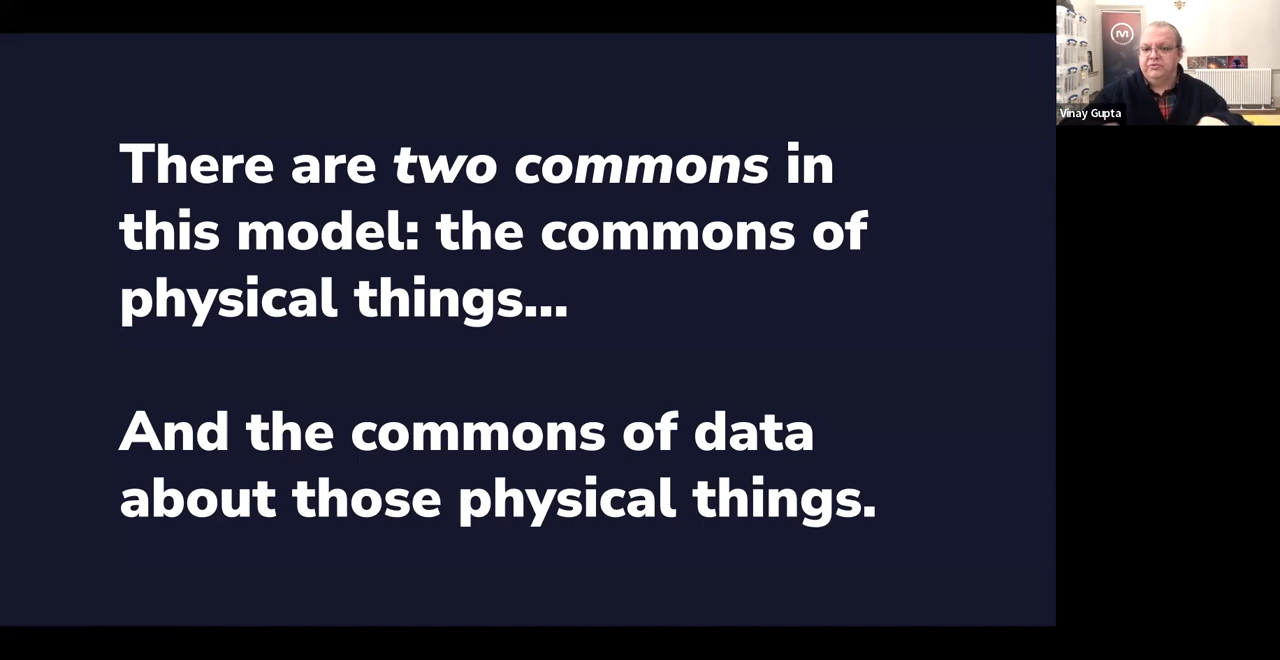 There are two commons in
this model: the commons of
physical things...
And the commons of data
about those physical things.
Vinay Gupta